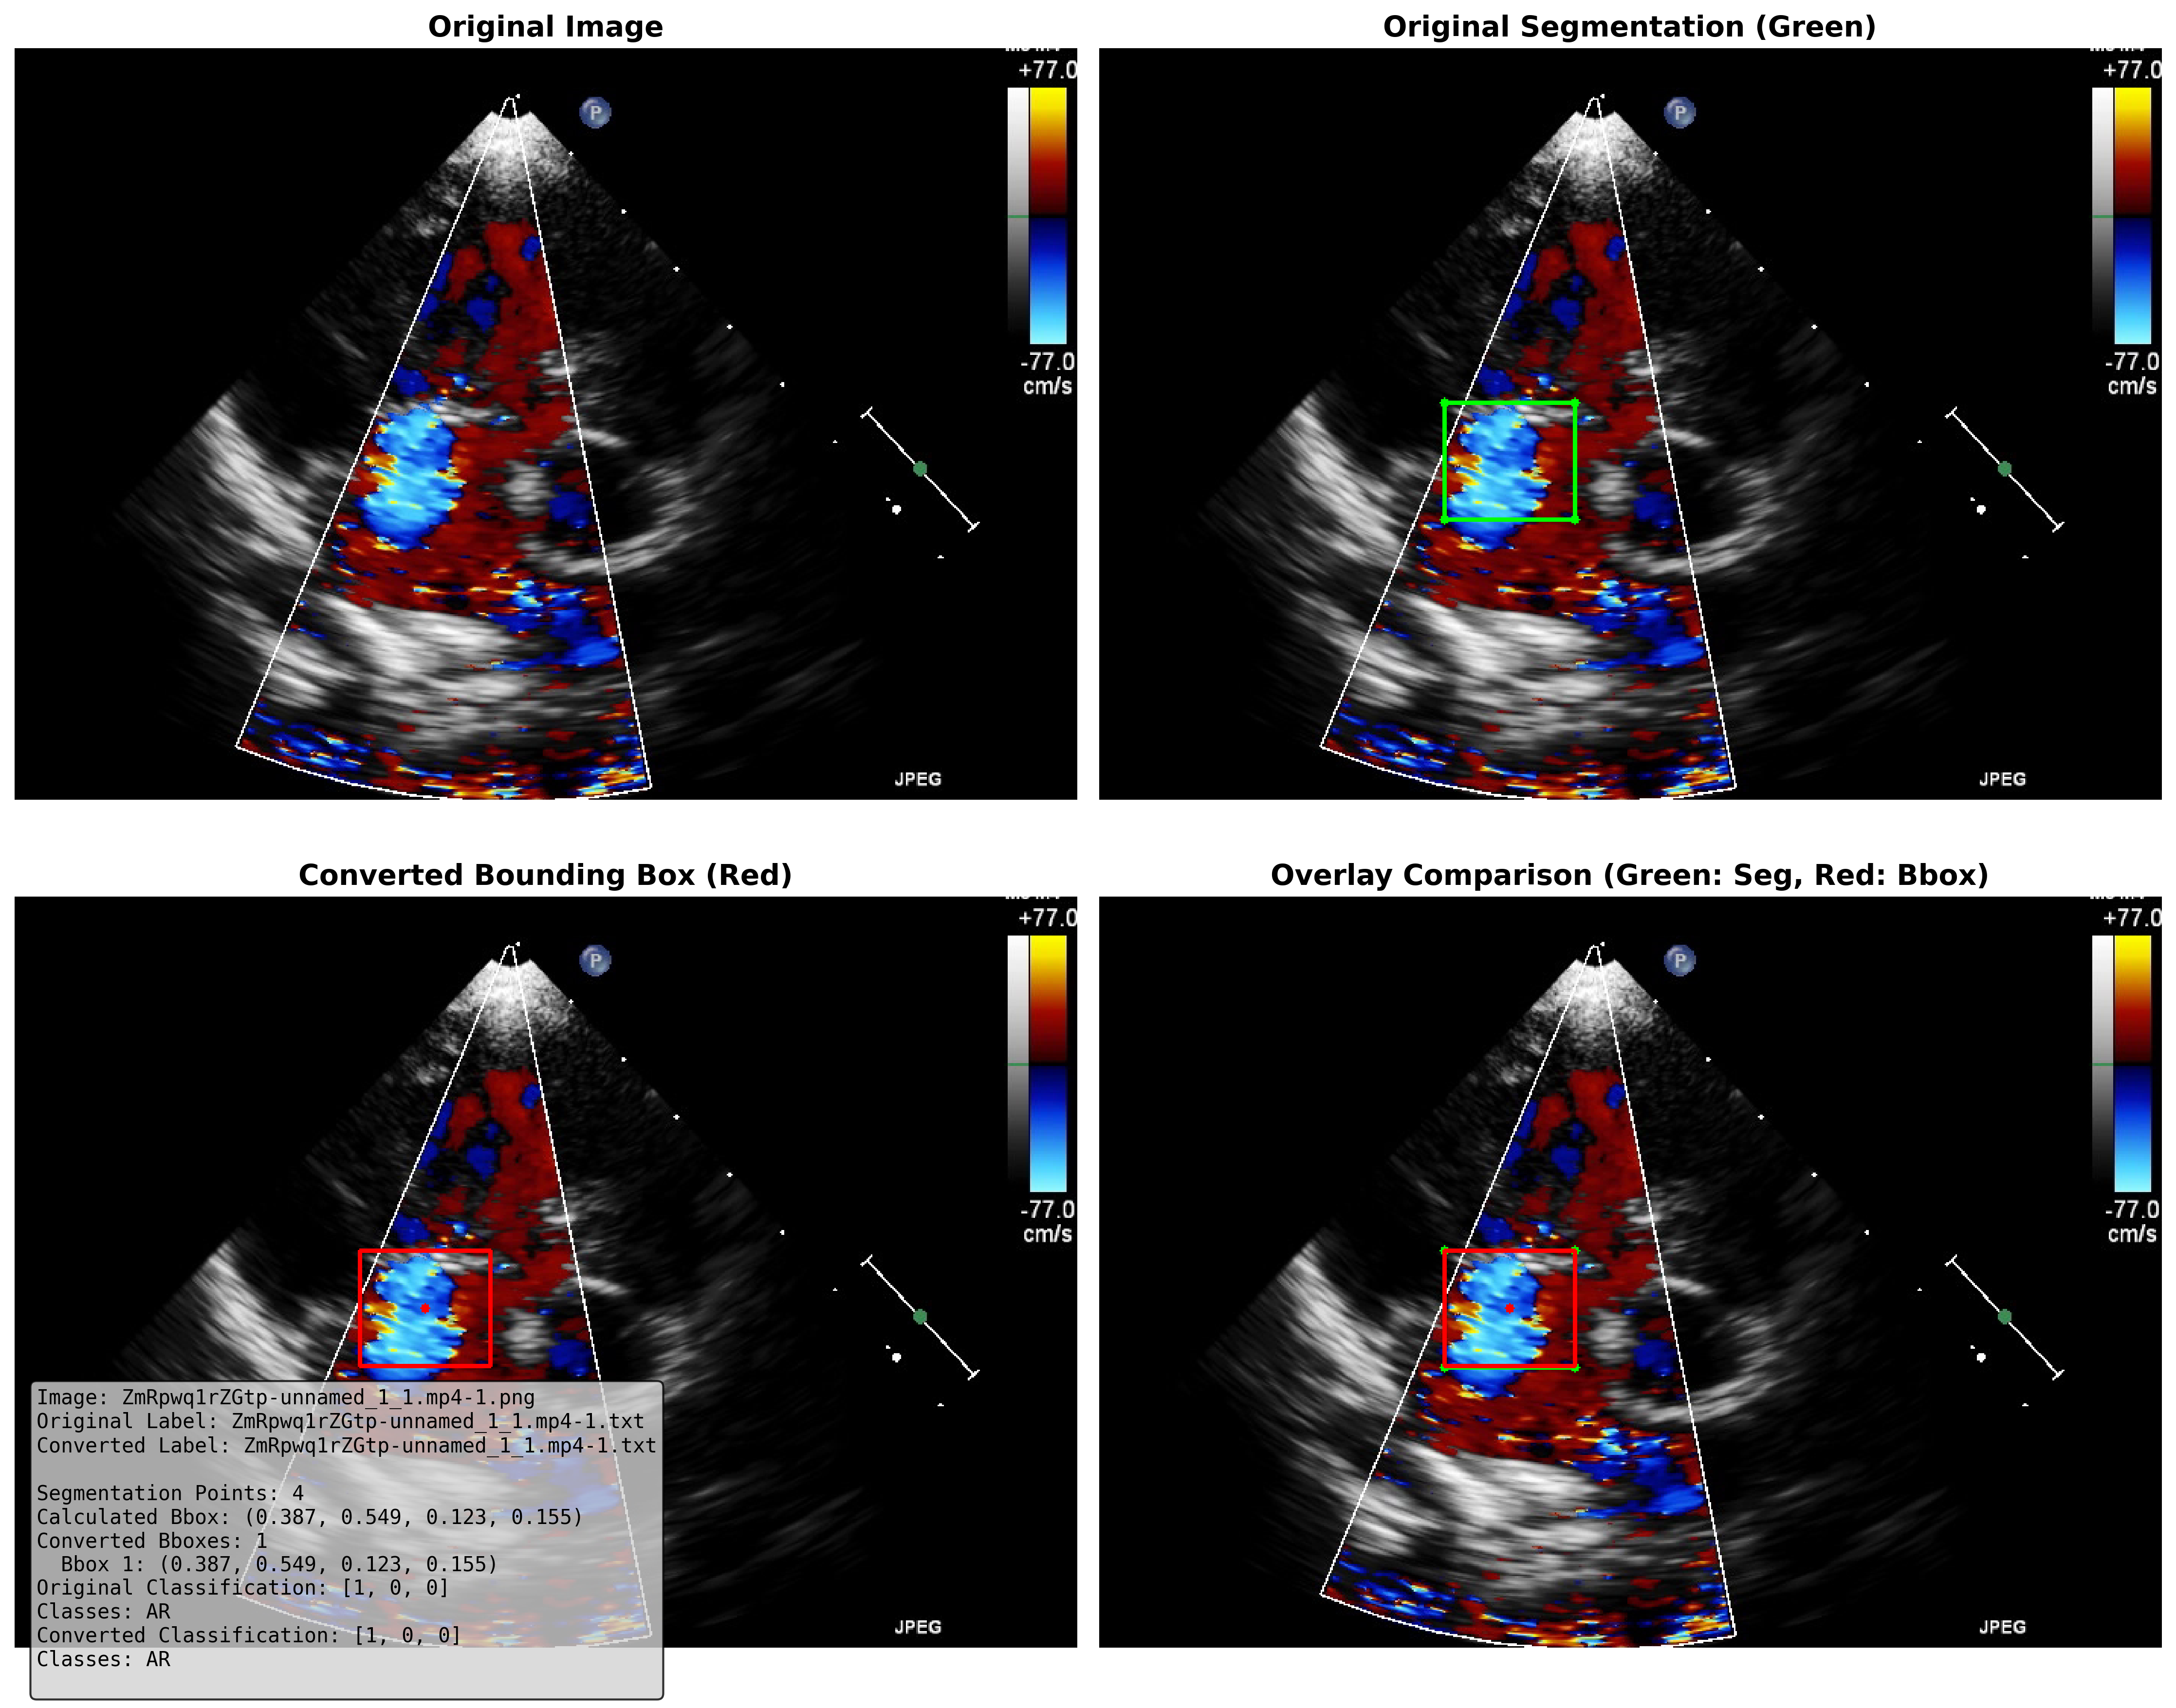 Original Image
Original Segmentation (Green)
+77.0
P
-77.0
cm/s
JPEG
+77.0
P
-77.0
cm/s
JPEG
Converted Bounding Box (Red)
Overlay Comparison (Green: Seg, Red: Bbox)
+77.0
P
-77.0
cm/s
JPEG
Image: ZmRpwq1rZGtp-unnamed_1_1.mp4-1.png
Original Label: ZmRpwq1rZGtp-unnamed_1_1.mp4-1.txt
Converted Label: ZmRpwq1rZGtp-unnamed_1_1.mp4-1.txt
Segmentation Points: 4
Calculated Bbox: (0.387, 0.549, 0.123, 0.155)
Converted Bboxes: 1
Bbox 1: (0.387, 0.549, 0.123, 0.155)
Original Classification: [1, 0, 0]
Classes: AR
Converted Classification: [1, 0, 0]
Classes: AR
+77.0
P
-77.0
cm/s
JPEG